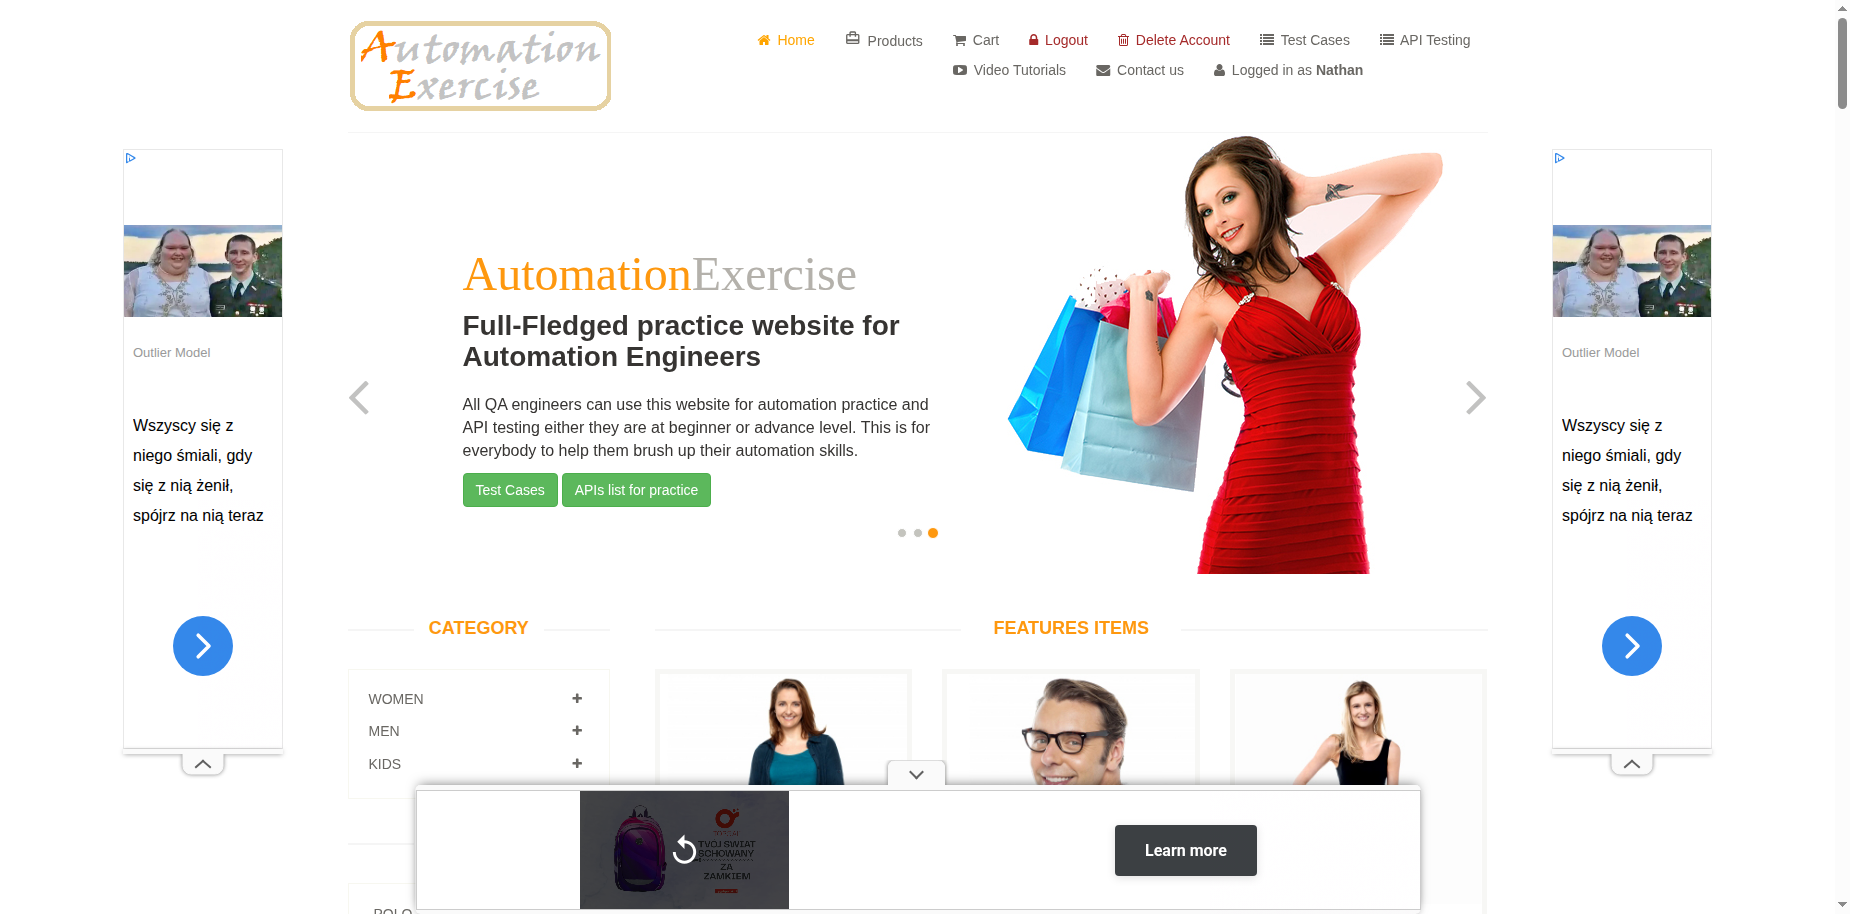 Automation
Exercise
Home
Products
Cart
Logout
Delete Account
Test Cases
API Testing
Video Tutorials
Contact us
Logged in as Nathan
AutomationExercise
Full-Fledged practice website for
Automation Engineers
All QA engineers can use this website for automation practice and
API testing either they are at beginner or advance level. This is for
everybody to help them brush up their automation skills.
Test Cases
APIs list for practice
Outlier Model
Wszyscy się z
niego śmiali, gdy
się z nią żenił,
spójrz na nią teraz
Outlier Model
Wszyscy się z
niego śmiali, gdy
się z nią żenił,
spójrz na nią teraz
CATEGORY
WOMEN
MEN
KIDS
FEATURES ITEMS
TWÓJ ŚWIAT
SCHOWANY
ZA
ZAMKIEM
Learn more
POLO